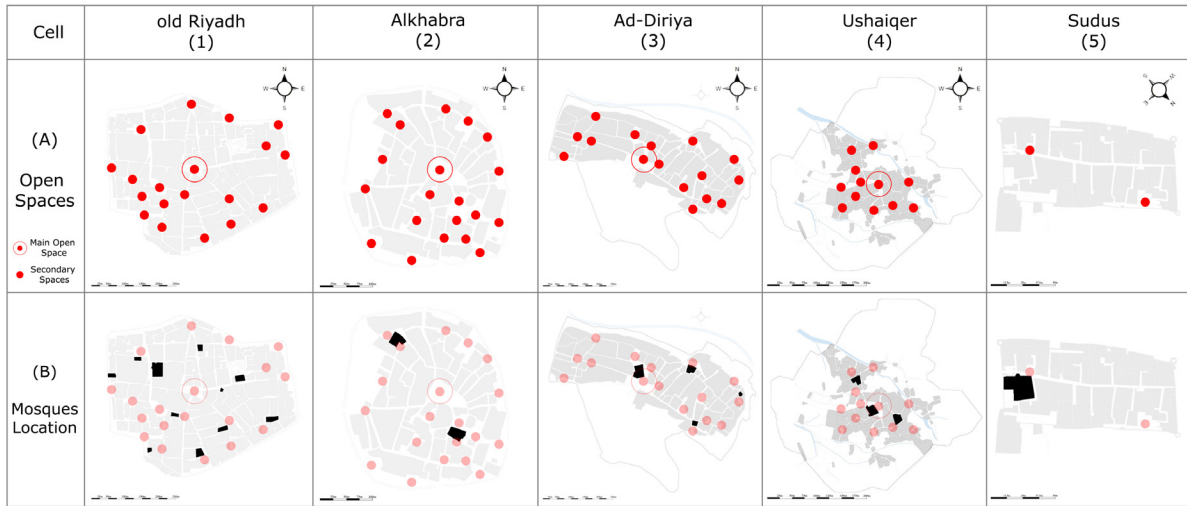 Cell
old Riyadh
(1)
Alkhabra
(2)
Ad-Diriya
(3)
Ushaiqer
(4)
Sudus
(5)
(A)
Open
Spaces
Main Open
Space
Secondary
Spaces
N
W E
S
N
W E
S
N
W E
S
N
W E
S
S W
E N
(B)
Mosques
Location